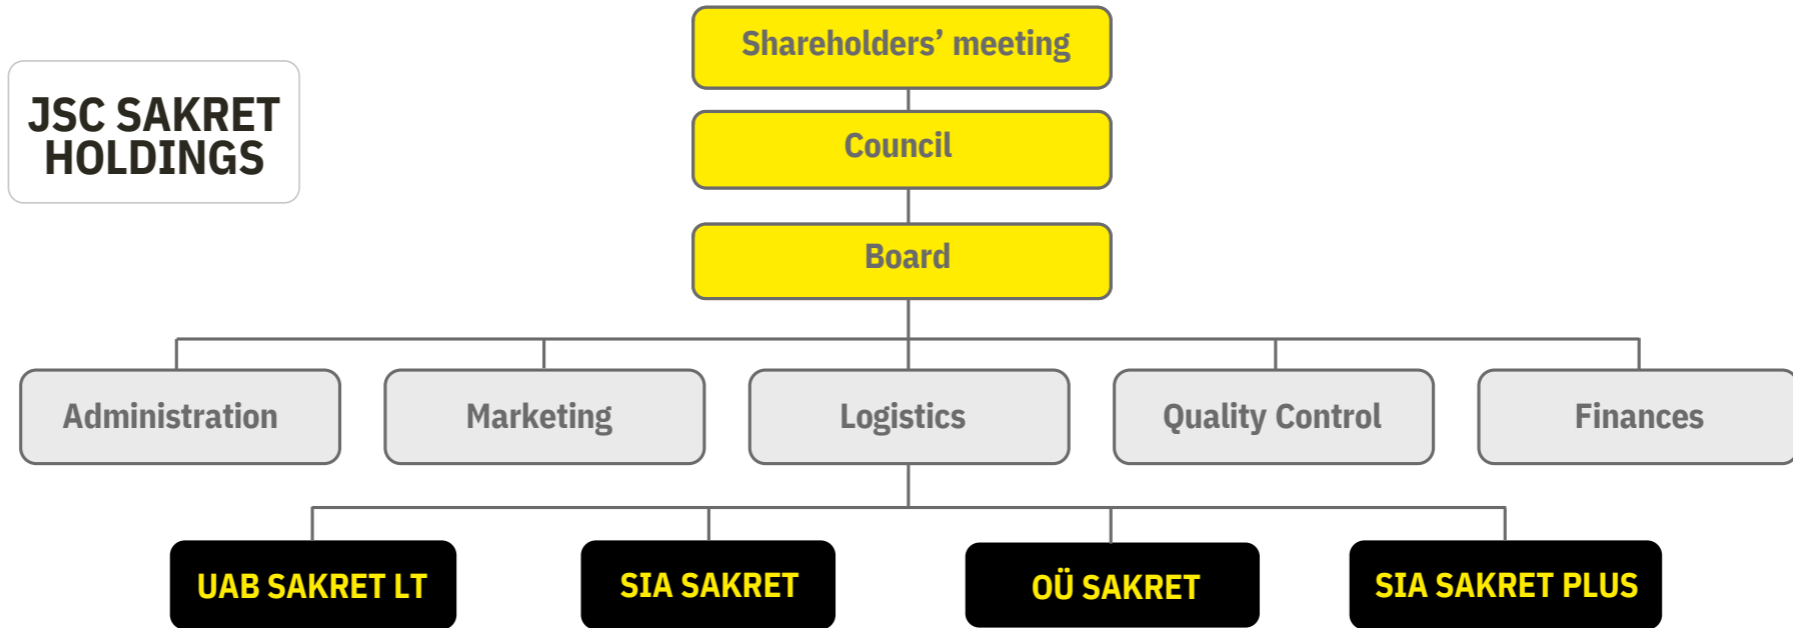 JSC SAKRET
HOLDINGS
Shareholders’ meeting
Council
Board
Administration
Marketing
Logistics
Quality Control
Finances
UAB SAKRET LT
SIA SAKRET
OÜ SAKRET
SIA SAKRET PLUS